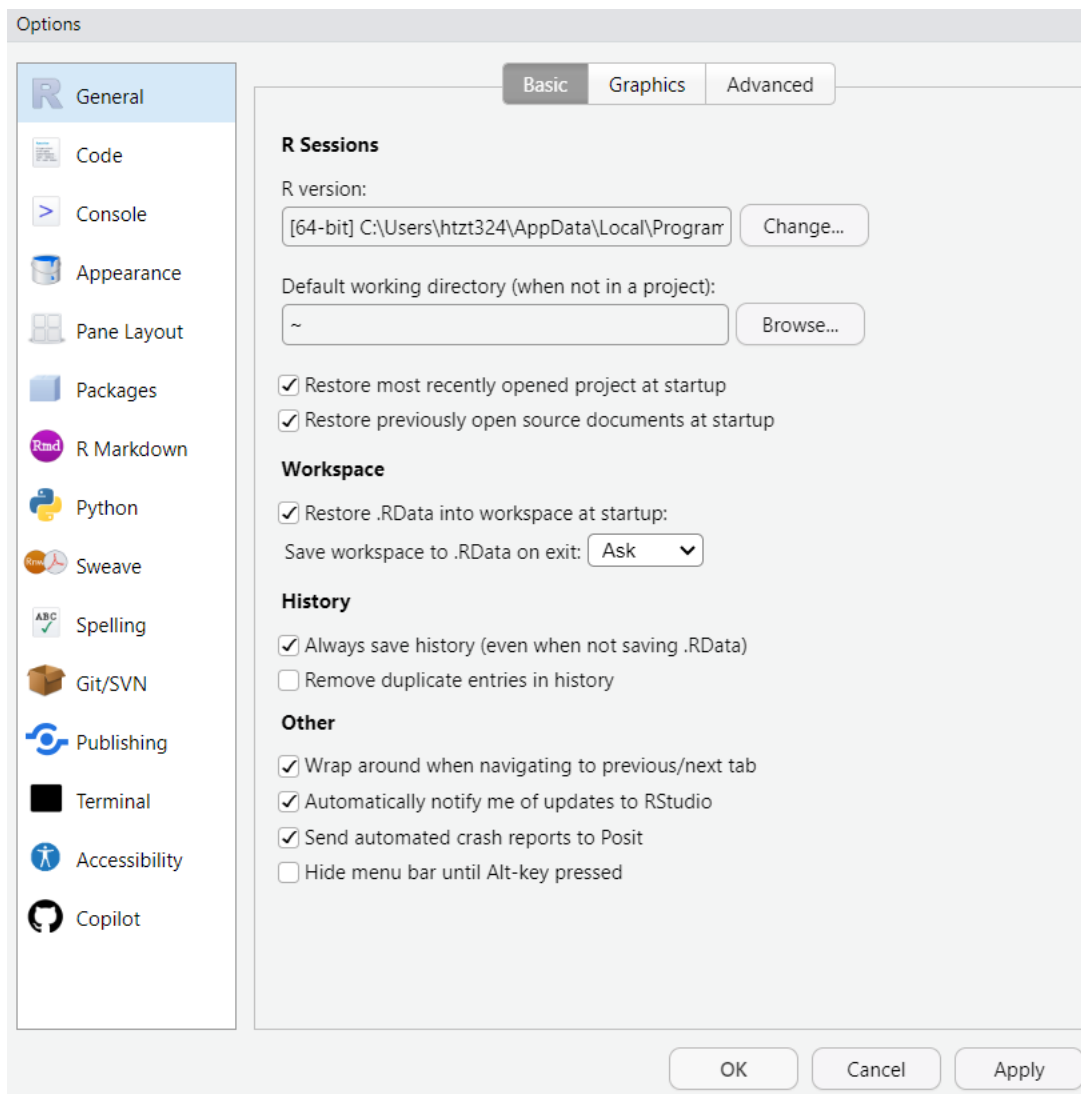 Options
General
Code
Console
Appearance
Pane Layout
Packages
Rmd
R Markdown
Python
Rnw
Sweave
ABC
Spelling
Git/SVN
Publishing
Terminal
Accessibility
Copilot
Basic Graphics Advanced
R Sessions
R version:
[64-bit] C:\Users\htzt324\AppData\Local\Program Change...
Default working directory (when not in a project):
~ Browse...
Restore most recently opened project at startup
Restore previously open source documents at startup
Workspace
Restore .RData into workspace at startup:
Save workspace to .RData on exit: Ask
History
Always save history (even when not saving .RData)
Remove duplicate entries in history
Other
Wrap around when navigating to previous/next tab
Automatically notify me of updates to RStudio
Send automated crash reports to Posit
Hide menu bar until Alt-key pressed
OK Cancel Apply